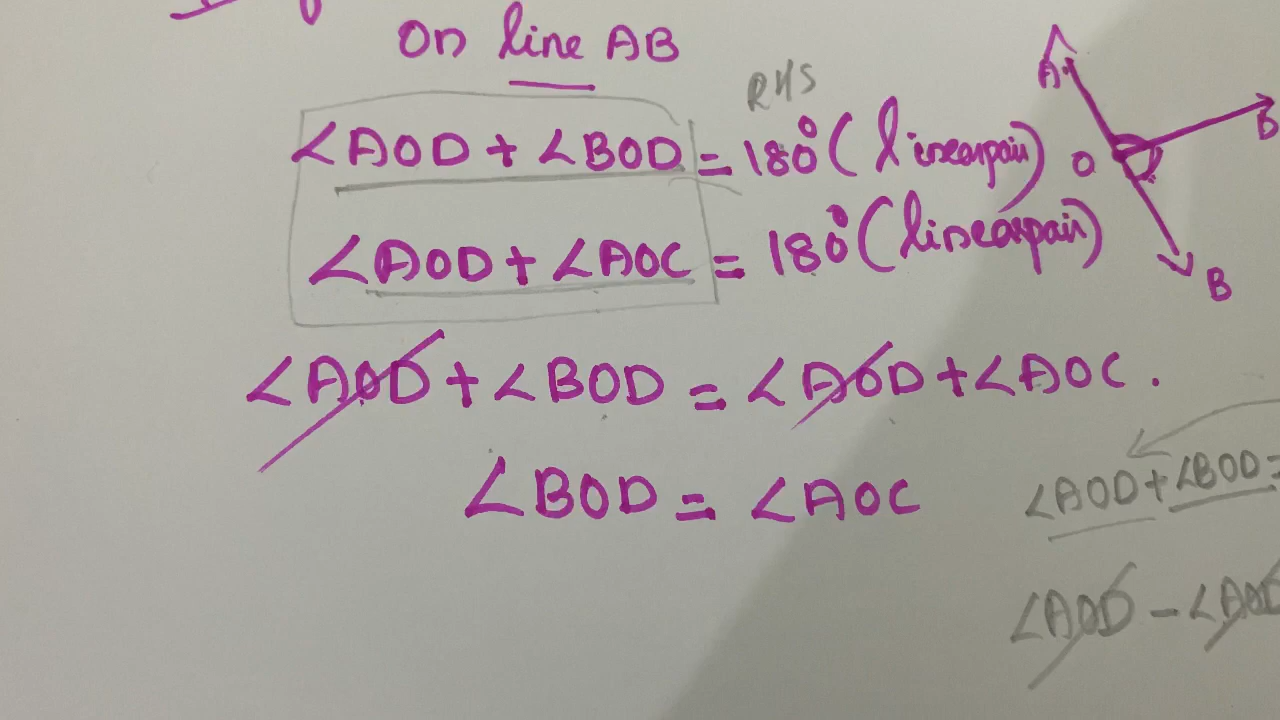 On line AB
RHS
∠AOD + ∠BOD = 180° (linearpair)
∠AOD + ∠AOC = 180° (linearpair)
∠AOD + ∠BOD = ∠AOD + ∠AOC.
∠BOD = ∠AOC
A
O
D
B
∠AOD + ∠BOD =
∠AOD - ∠AOD